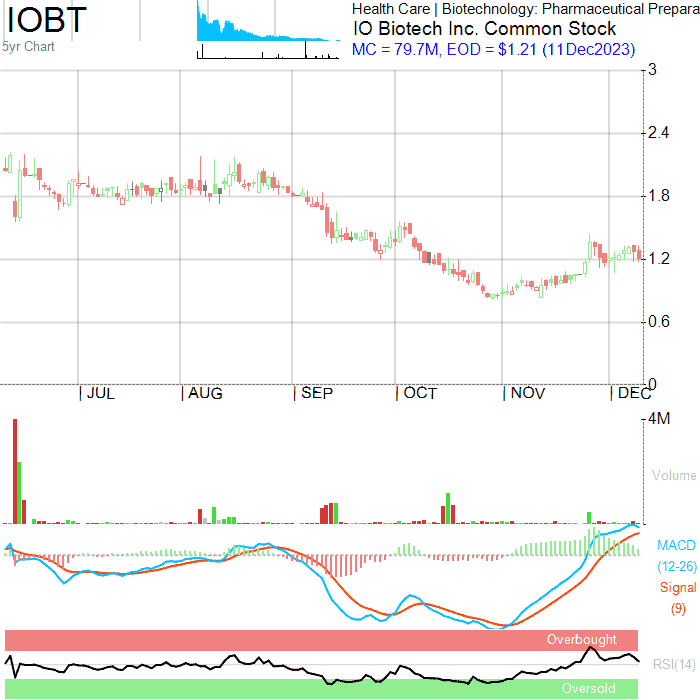 IOBT
5yr Chart
Health Care | Biotechnology: Pharmaceutical Prepara
IO Biotech Inc. Common Stock
MC = 79.7M, EOD = $1.21 (11Dec2023)
3
2.4
1.8
1.2
0.6
0
| JUL | AUG | SEP | OCT | NOV | DEC
4M
Volume
MACD
(12-26)
Signal
(9)
Overbought
RSI(14)
Oversold